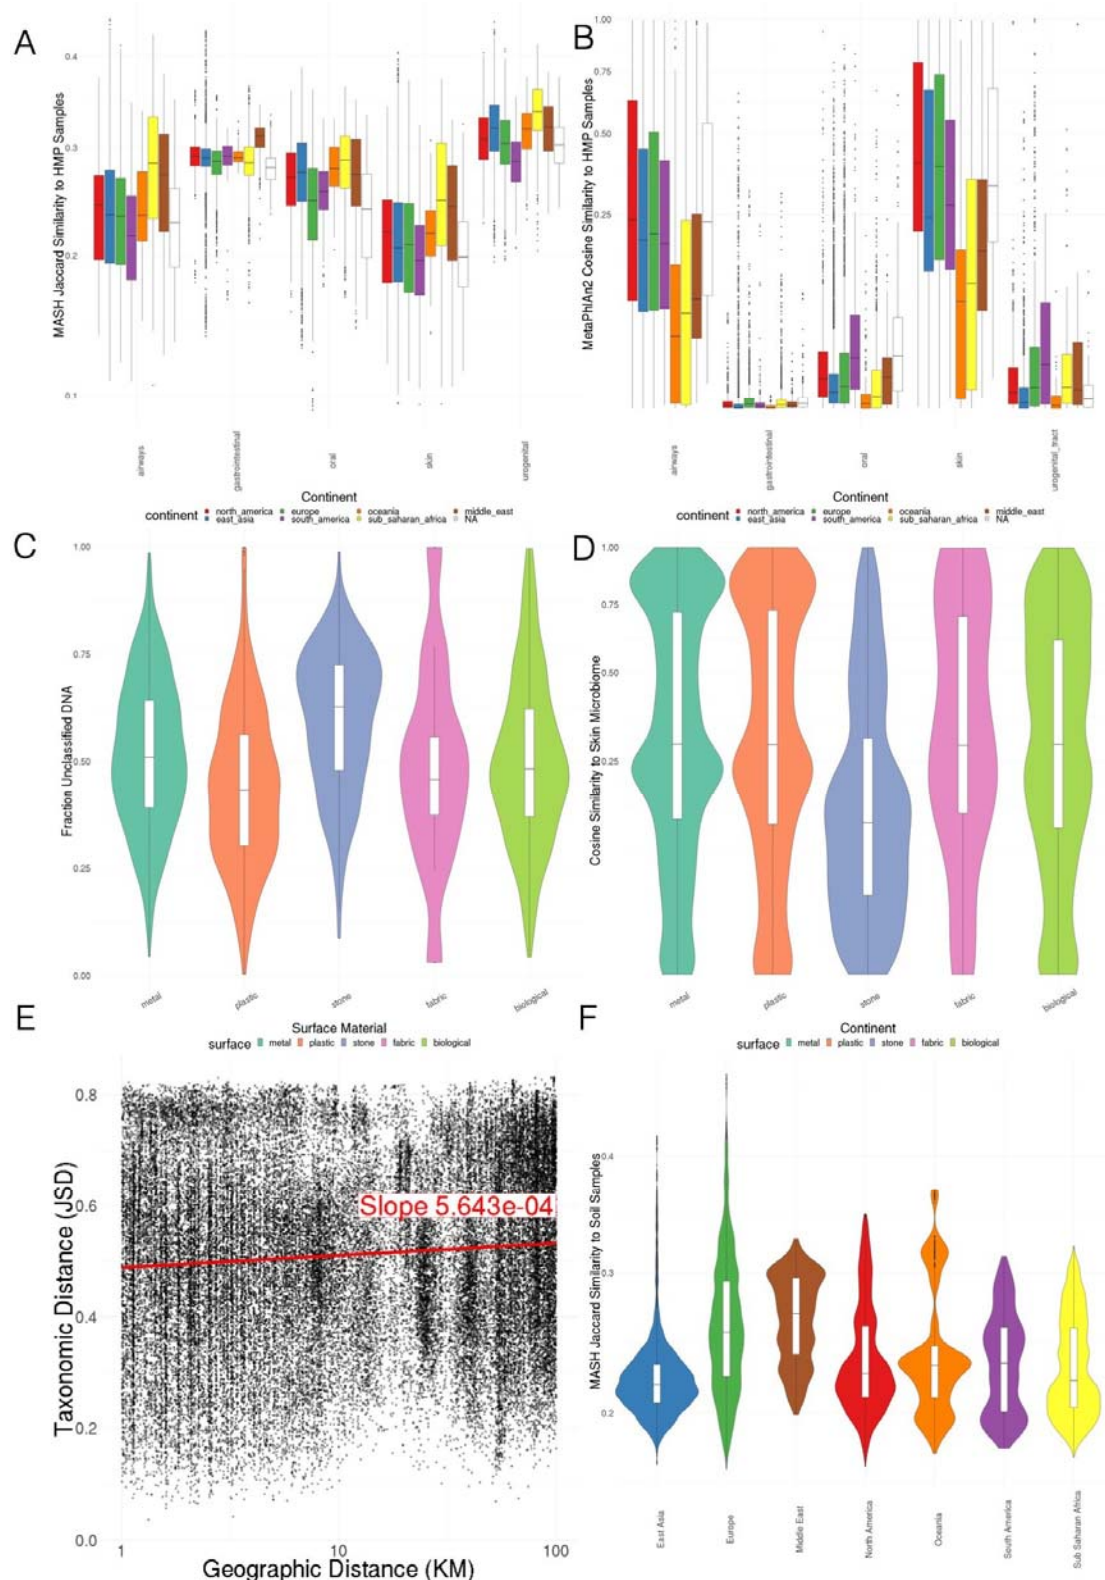 A
MASH Jaccard Similarity to HMP Samples
0.4
0.3
0.2
0.1
airways
gastrointestinal
oral
skin
urogenital
Continent
continent north_america europe oceania middle_east
east_asia south_america sub_saharan_africa NA
B
MetaPhlAn2 Cosine Similarity to HMP Samples
1.00
0.75
0.50
0.25
airways
gastrointestinal
oral
skin
urogenital_tract
Continent
continent north_america europe oceania middle_east
east_asia south_america sub_saharan_africa NA
C
Fraction Unclassified DNA
1.00
0.75
0.50
0.25
0.00
metal
plastic
stone
fabric
biological
Surface Material
surface metal plastic stone fabric biological
D
Cosine Similarity to Skin Microbiome
1.00
0.75
0.50
0.25
metal
plastic
stone
fabric
biological
Continent
surface metal plastic stone fabric biological
E
Taxonomic Distance (JSD)
0.8
0.6
0.4
0.2
0.0
Slope 5.643e-04
1 10 100
Geographic Distance (KM)
F
MASH Jaccard Similarity to Soil Samples
0.4
0.3
0.2
East Asia
Europe
Middle East
North America
Oceania
South America
Sub Saharan Africa